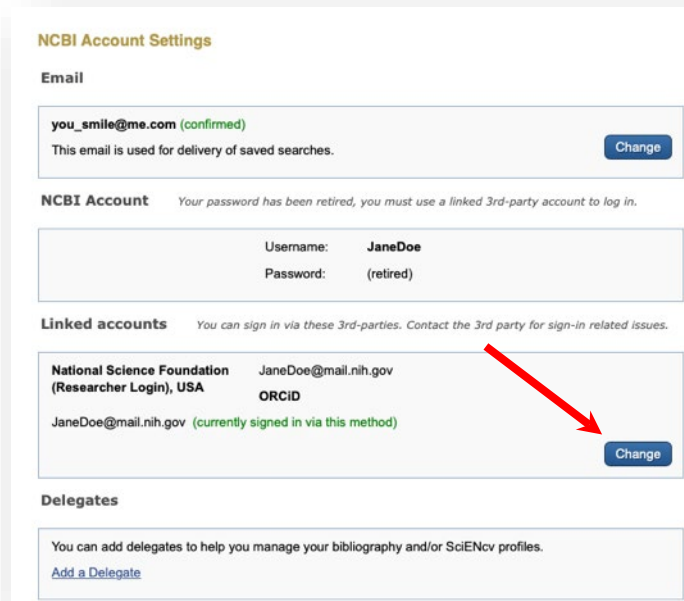 NCBI Account Settings
Email
you_smile@me.com (confirmed)
This email is used for delivery of saved searches.
Change
NCBI Account Your password has been retired, you must use a linked 3rd-party account to log in.
Username: JaneDoe
Password: (retired)
Linked accounts You can sign in via these 3rd-parties. Contact the 3rd party for sign-in related issues.
National Science Foundation JaneDoe@mail.nih.gov
(Researcher Login), USA ORCiD
JaneDoe@mail.nih.gov (currently signed in via this method)
Change
Delegates
You can add delegates to help you manage your bibliography and/or SciENcv profiles.
Add a Delegate